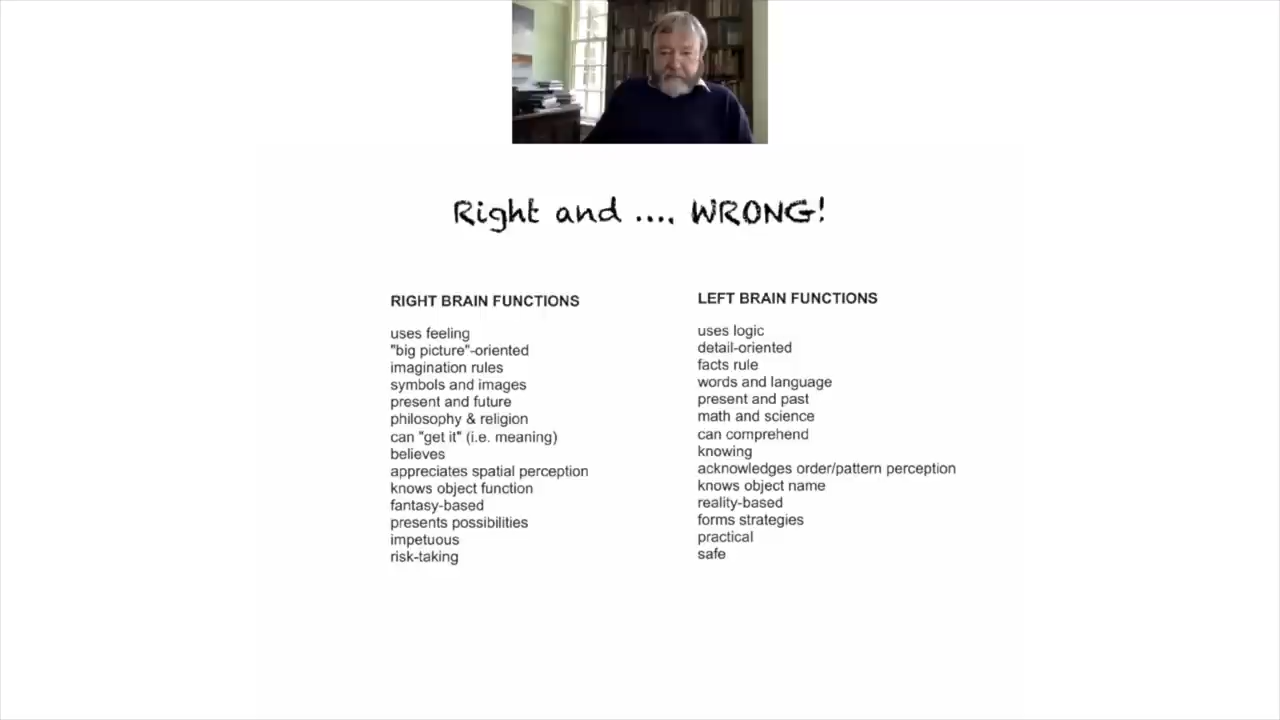 Right and .... WRONG!
RIGHT BRAIN FUNCTIONS
uses feeling
"big picture"-oriented
imagination rules
symbols and images
present and future
philosophy & religion
can "get it" (i.e. meaning)
believes
appreciates spatial perception
knows object function
fantasy-based
presents possibilities
impetuous
risk-taking
LEFT BRAIN FUNCTIONS
uses logic
detail-oriented
facts rule
words and language
present and past
math and science
can comprehend
knowing
acknowledges order/pattern perception
knows object name
reality-based
forms strategies
practical
safe